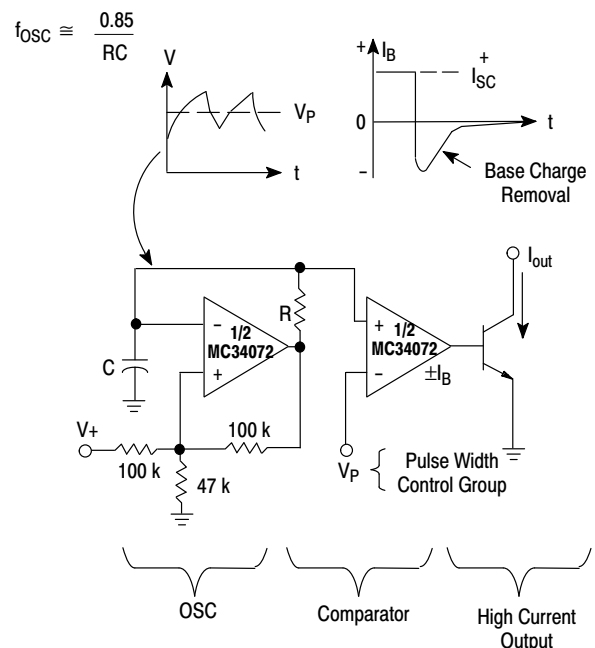 fOSC ≅ 0.85
RC
V
VP
t
+ IB
ISC +
0
t
−
Base Charge
Removal
Iout
R
−
1/2
MC34072
+
C
+
1/2
MC34072
−
±IB
V+
100 k
100 k
47 k
VP
Pulse Width
Control Group
OSC
Comparator
High Current
Output